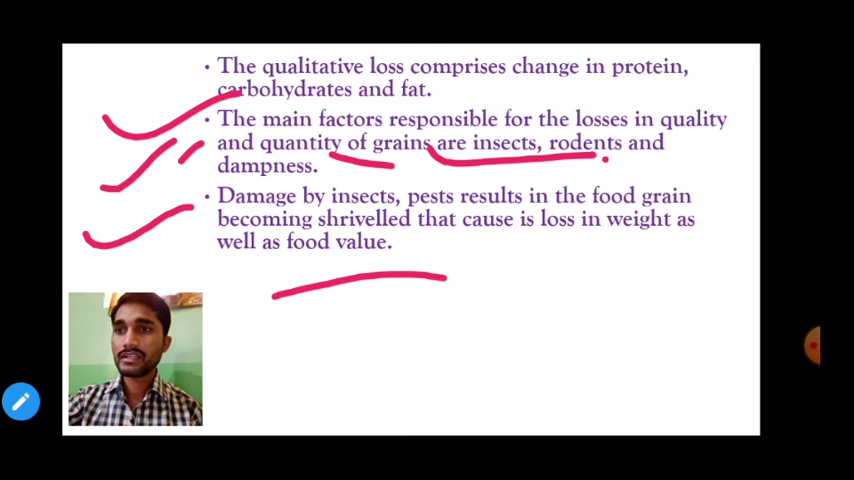 • The qualitative loss comprises change in protein,
carbohydrates and fat.
• The main factors responsible for the losses in quality
and quantity of grains are insects, rodents and
dampness.
• Damage by insects, pests results in the food grain
becoming shrivelled that cause is loss in weight as
well as food value.